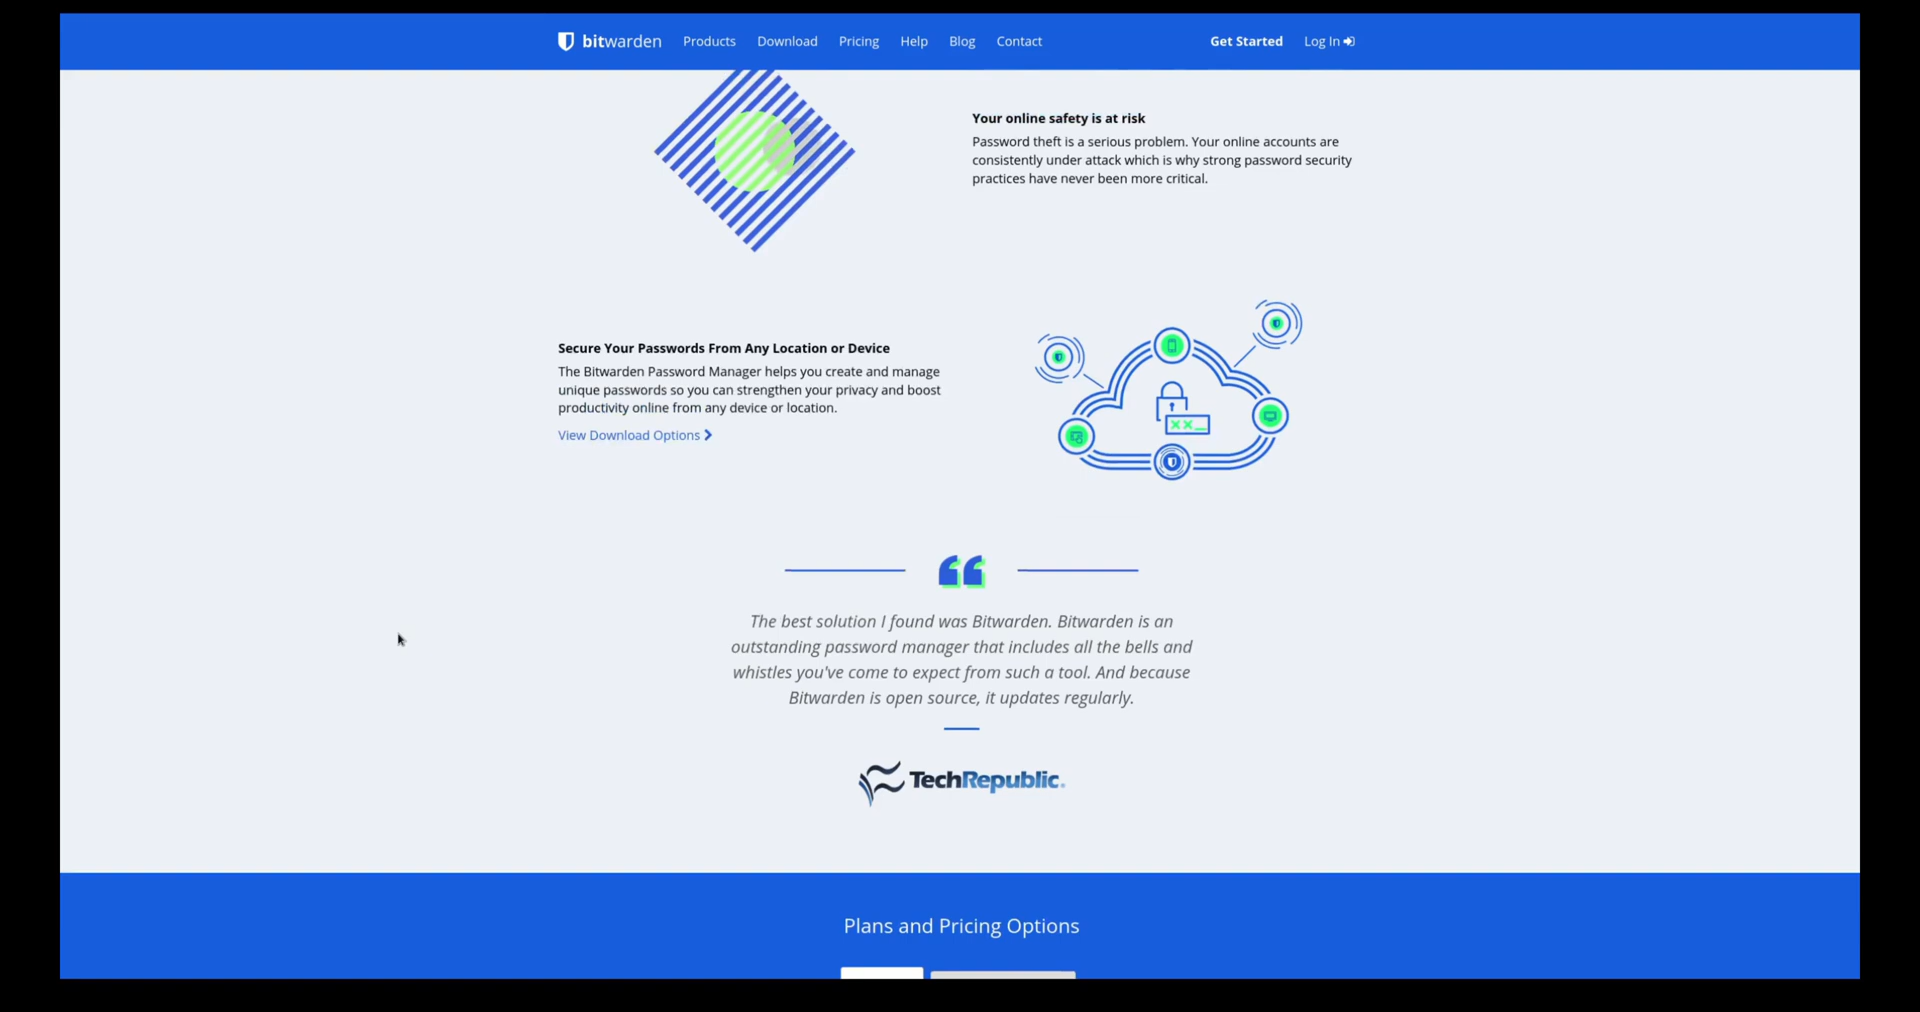 bitwarden Products Download Pricing Help Blog Contact Get Started Log In
Your online safety is at risk
Password theft is a serious problem. Your online accounts are
consistently under attack which is why strong password security
practices have never been more critical.
Secure Your Passwords From Any Location or Device
The Bitwarden Password Manager helps you create and manage
unique passwords so you can strengthen your privacy and boost
productivity online from any device or location.
View Download Options
xx_
The best solution I found was Bitwarden. Bitwarden is an
outstanding password manager that includes all the bells and
whistles you've come to expect from such a tool. And because
Bitwarden is open source, it updates regularly.
TechRepublic.
Plans and Pricing Options